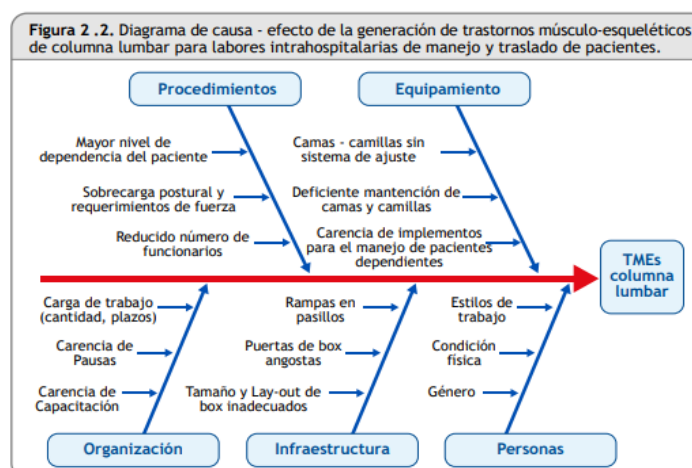 Figura 2 .2. Diagrama de causa - efecto de la generación de trastornos músculo-esqueléticos
de columna lumbar para labores intrahospitalarias de manejo y traslado de pacientes.
Procedimientos
Equipamiento
Mayor nivel de
dependencia del paciente
Sobrecarga postural y
requerimientos de fuerza
Reducido número de
funcionarios
Camas - camillas sin
sistema de ajuste
Deficiente mantención de
camas y camillas
Carencia de implementos
para el manejo de pacientes
dependientes
TMEs
columna
lumbar
Carga de trabajo
(cantidad, plazos)
Carencia de
Pausas
Carencia de
Capacitación
Rampas en
pasillos
Puertas de box
angostas
Tamaño y Lay-out de
box inadecuados
Estilos de
trabajo
Condición
física
Género
Organización
Infraestructura
Personas